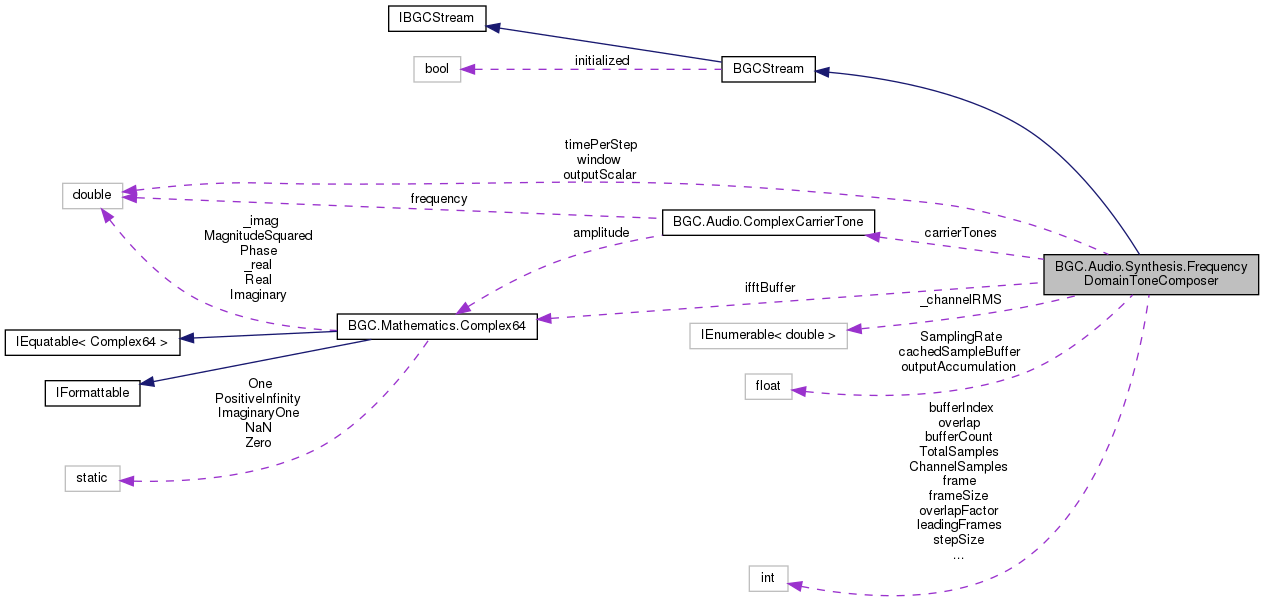 IBGCStream
bool
initialized
BGCStream
timePerStep
window
outputScalar
double
frequency
BGC.Audio.ComplexCarrierTone
_imag
MagnitudeSquared
Phase
_real
Real
Imaginary
amplitude
carrierTones
BGC.Audio.Synthesis.Frequency
DomainToneComposer
ifftBuffer
_channelRMS
BGC.Mathematics.Complex64
IEquatable< Complex64 >
IEnumerable< double >
SamplingRate
cachedSampleBuffer
outputAccumulation
IFormattable
float
One
PositiveInfinity
ImaginaryOne
NaN
Zero
static
bufferIndex
overlap
bufferCount
TotalSamples
ChannelSamples
frame
frameSize
overlapFactor
leadingFrames
stepSize
...
int